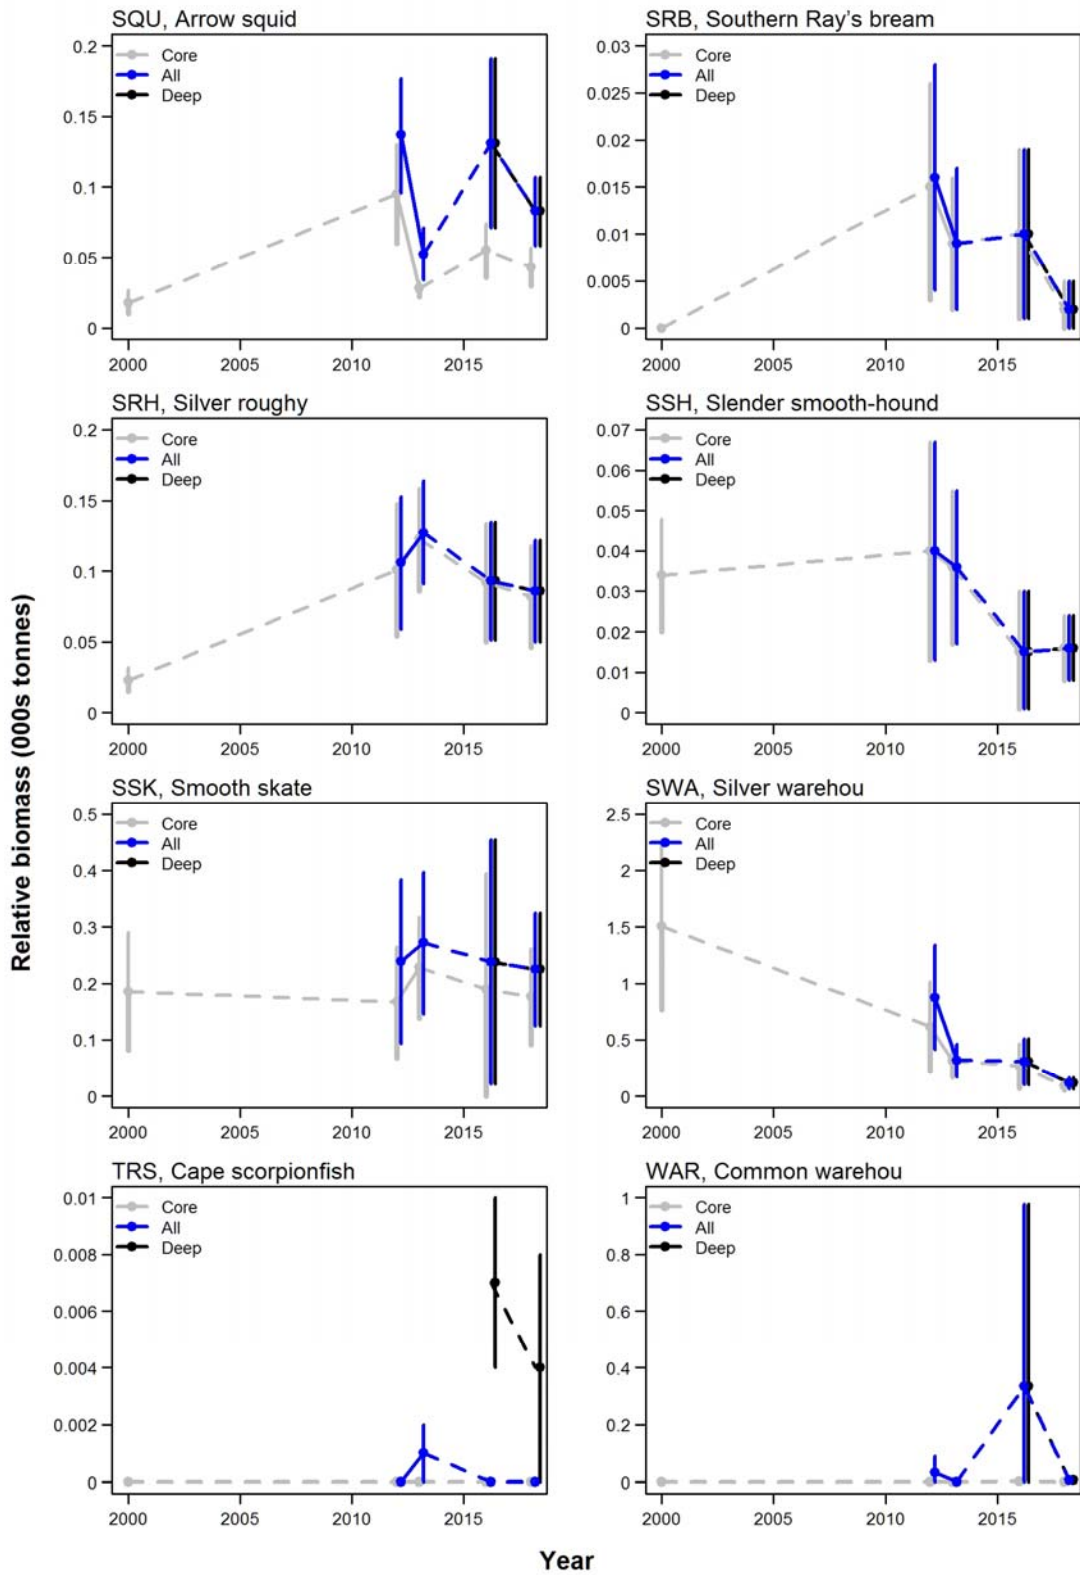 SQU, Arrow squid
0.2
0.15
0.1
0.05
0
Core
All
Deep
2000 2005 2010 2015
SRB, Southern Ray's bream
0.03
0.025
0.02
0.015
0.01
0.005
0
Core
All
Deep
2000 2005 2010 2015
SRH, Silver roughy
0.2
0.15
0.1
0.05
0
Core
All
Deep
2000 2005 2010 2015
SSH, Slender smooth-hound
0.07
0.06
0.05
0.04
0.03
0.02
0.01
0
Core
All
Deep
2000 2005 2010 2015
SSK, Smooth skate
0.5
0.4
0.3
0.2
0.1
0
Core
All
Deep
2000 2005 2010 2015
SWA, Silver warehou
2.5
2
1.5
1
0.5
0
Core
All
Deep
2000 2005 2010 2015
TRS, Cape scorpionfish
0.01
0.008
0.006
0.004
0.002
0
Core
All
Deep
2000 2005 2010 2015
WAR, Common warehou
1
0.8
0.6
0.4
0.2
0
Core
All
Deep
2000 2005 2010 2015
Relative biomass (000s tonnes)
Year